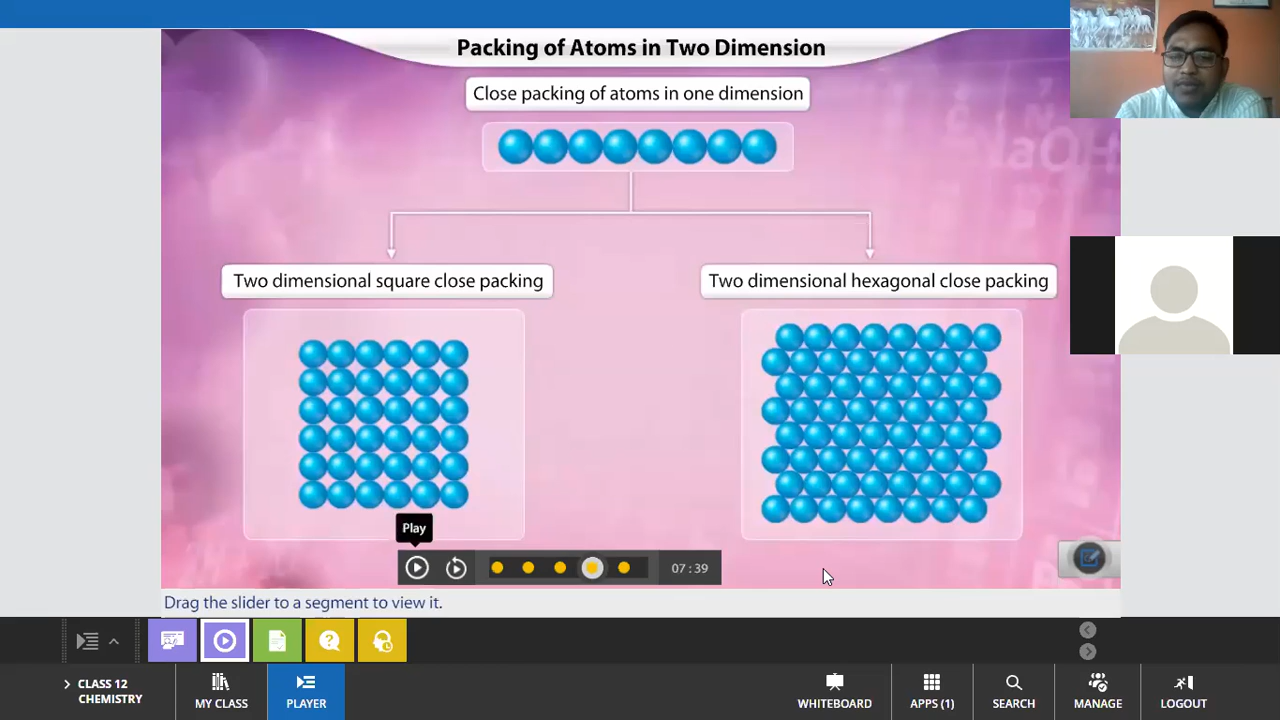 Packing of Atoms in Two Dimension
Close packing of atoms in one dimension
Two dimensional square close packing
Two dimensional hexagonal close packing
Play
07 : 39
Drag the slider to a segment to view it.
CLASS 12
CHEMISTRY
MY CLASS
PLAYER
WHITEBOARD
APPS (1)
SEARCH
MANAGE
LOGOUT